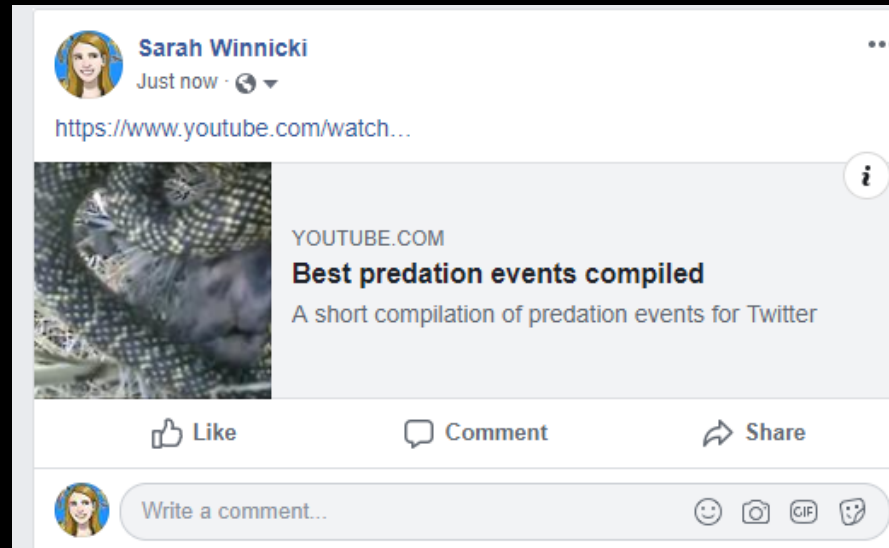 Sarah Winnicki
Just now ·
https://www.youtube.com/watch…
i
YOUTUBE.COM
Best predation events compiled
A short compilation of predation events for Twitter
Like Comment Share
Write a comment... GIF